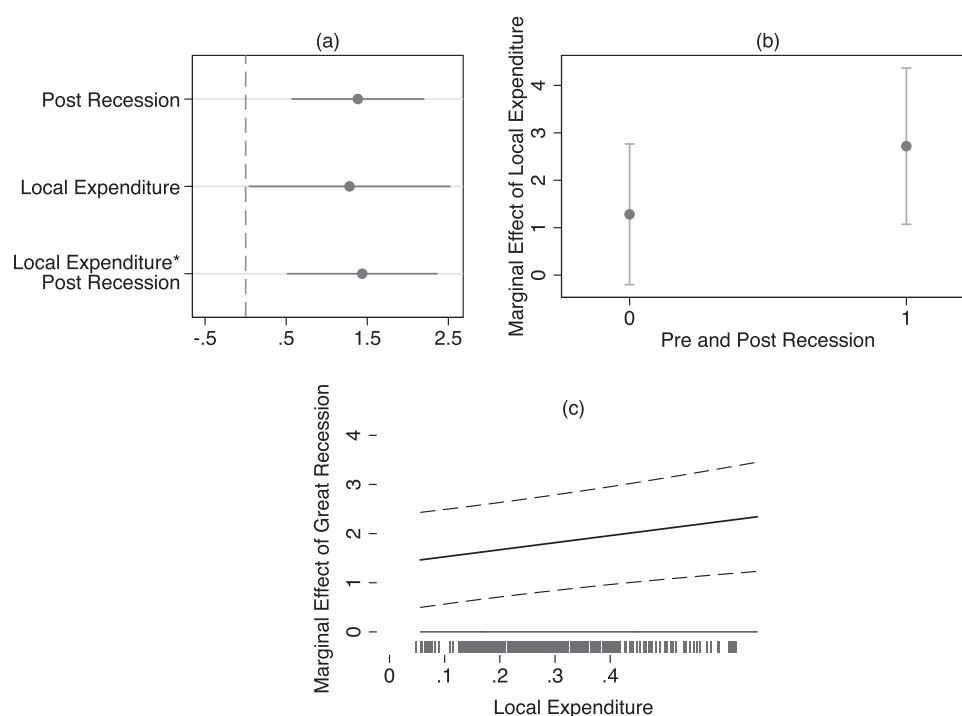 (a)
Post Recession
Local Expenditure
Local Expenditure*
Post Recession
-.5 .5 1.5 2.5
(b)
Marginal Effect of Local Expenditure
4
3
2
1
0
0 1
Pre and Post Recession
(c)
Marginal Effect of Great Recession
4
3
2
1
0
0 .1 .2 .3 .4
Local Expenditure